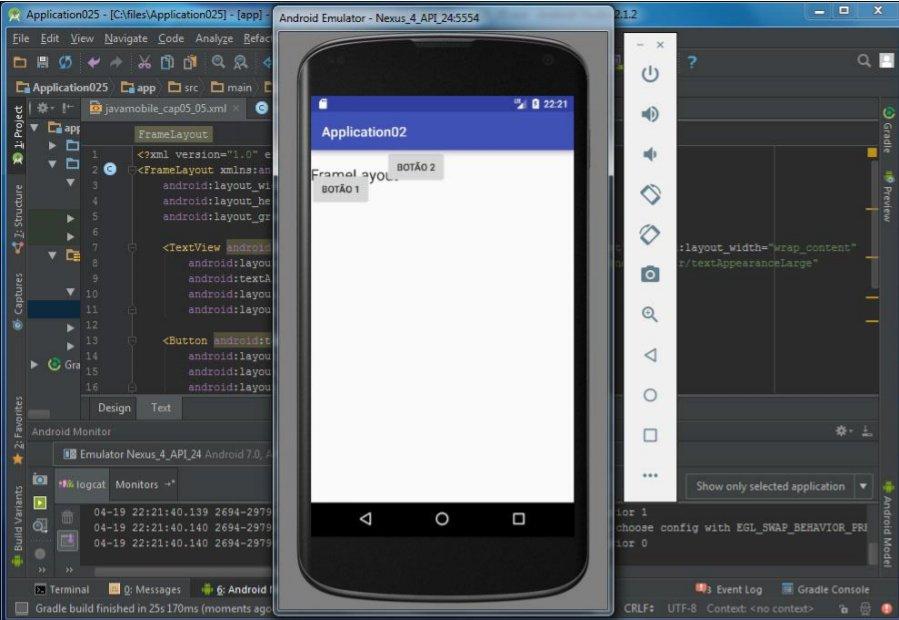 Application025 - [C:\files\Application025] - [app] -
Android Emulator - Nexus_4_API_24:5554
2.1.2
File Edit View Navigate Code Analyze Refac
Application025 app src main
1: Project
javamobile_cap05_05.xml
app
FrameLayout
1 <?xml version="1.0" e
2 <FrameLayout xmlns:an
3 android:layout_wi
4 android:layout_he
5 android:layout_gr
6
7 <TextView android
:layout_width="wrap_content"
8 android:layou
r/textAppearanceLarge"
9 android:textA
10 android:layou
11 android:layo
12
13 <Button android:t
14 android:layou
15 android:layou
16 android:layou
Z: Structure
Captures
2: Favorites
Build Variants
Gradle
Preview
Android Model
Gra
22:21
Application02
FrameLayout
BOTÃO 2
BOTÃO 1
Design Text
Android Monitor
Emulator Nexus_4_API_24 Android 7.0, A
logcat Monitors
Show only selected application
04-19 22:21:40.139 2694-2979
ior 1
04-19 22:21:40.140 2694-2979
choose config with EGL_SWAP_BEHAVIOR_PRE
04-19 22:21:40.140 2694-2979
ior 0
Terminal 0: Messages 6: Android
3 Event Log Gradle Console
Gradle build finished in 25s 170ms (moments ago
CRLF: UTF-8 Context: <no context>